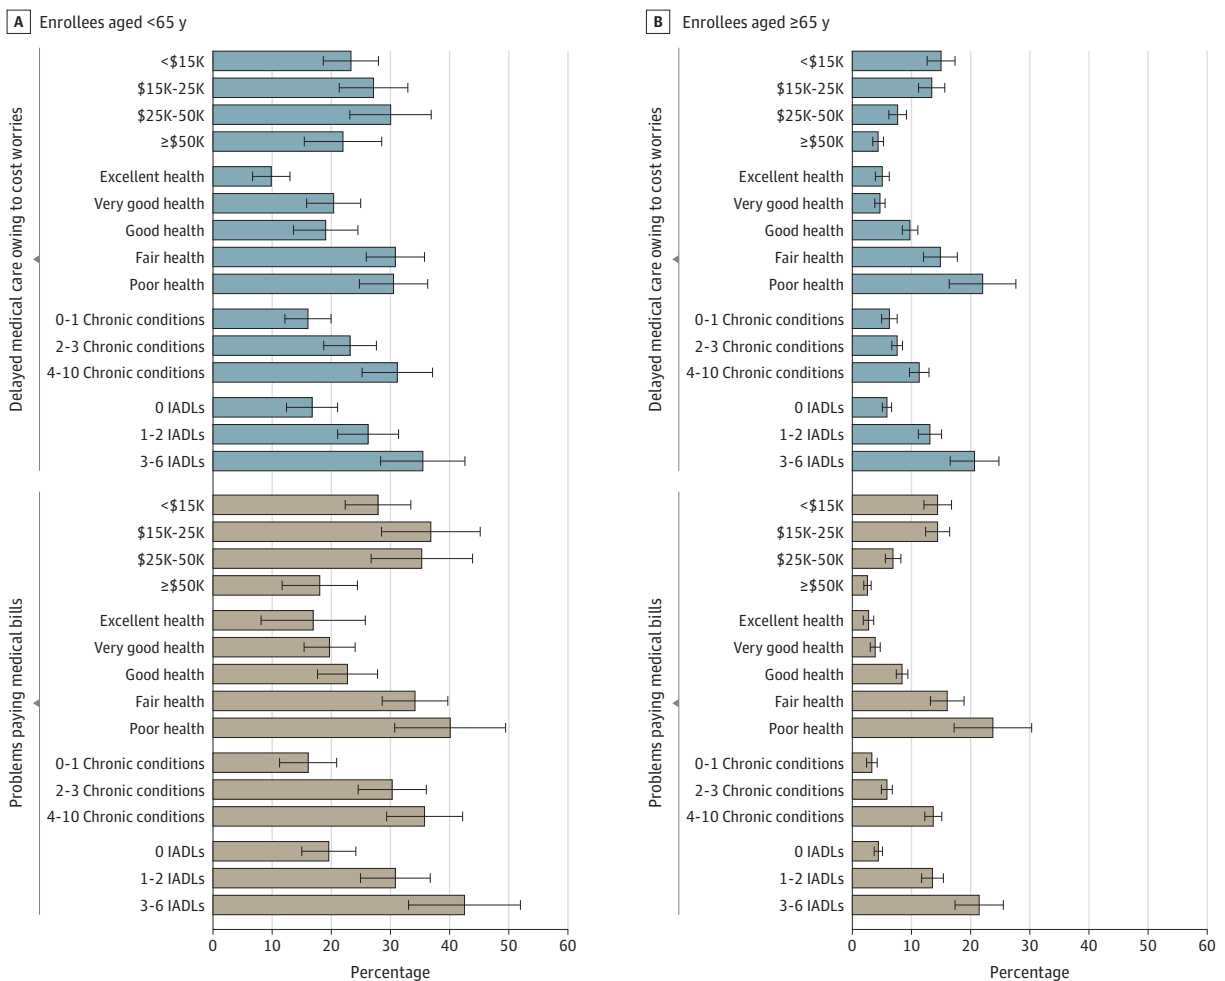 A Enrollees aged <65 y
Delayed medical care owing to cost worries
<$15K
$15K-25K
$25K-50K
≥$50K
Excellent health
Very good health
Good health
Fair health
Poor health
0-1 Chronic conditions
2-3 Chronic conditions
4-10 Chronic conditions
0 IADLs
1-2 IADLs
3-6 IADLs
Problems paying medical bills
<$15K
$15K-25K
$25K-50K
≥$50K
Excellent health
Very good health
Good health
Fair health
Poor health
0-1 Chronic conditions
2-3 Chronic conditions
4-10 Chronic conditions
0 IADLs
1-2 IADLs
3-6 IADLs
0 10 20 30 40 50 60
Percentage
B Enrollees aged ≥65 y
Delayed medical care owing to cost worries
<$15K
$15K-25K
$25K-50K
≥$50K
Excellent health
Very good health
Good health
Fair health
Poor health
0-1 Chronic conditions
2-3 Chronic conditions
4-10 Chronic conditions
0 IADLs
1-2 IADLs
3-6 IADLs
Problems paying medical bills
<$15K
$15K-25K
$25K-50K
≥$50K
Excellent health
Very good health
Good health
Fair health
Poor health
0-1 Chronic conditions
2-3 Chronic conditions
4-10 Chronic conditions
0 IADLs
1-2 IADLs
3-6 IADLs
0 10 20 30 40 50 60
Percentage